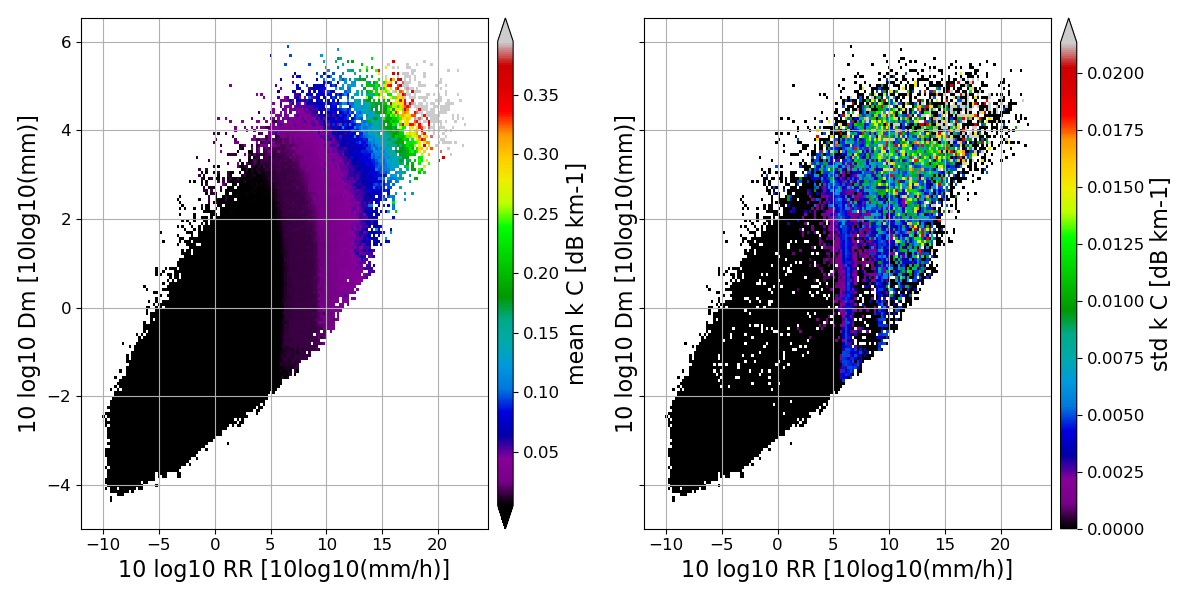 6
4
2
0
−2
−4
10 log10 Dm [10log10(mm)]
−10 −5 0 5 10 15 20
10 log10 RR [10log10(mm/h)]
0.35
0.30
0.25
0.20
0.15
0.10
0.05
mean k C [dB km-1]
10 log10 Dm [10log10(mm)]
−10 −5 0 5 10 15 20
10 log10 RR [10log10(mm/h)]
0.0200
0.0175
0.0150
0.0125
0.0100
0.0075
0.0050
0.0025
0.0000
std k C [dB km-1]